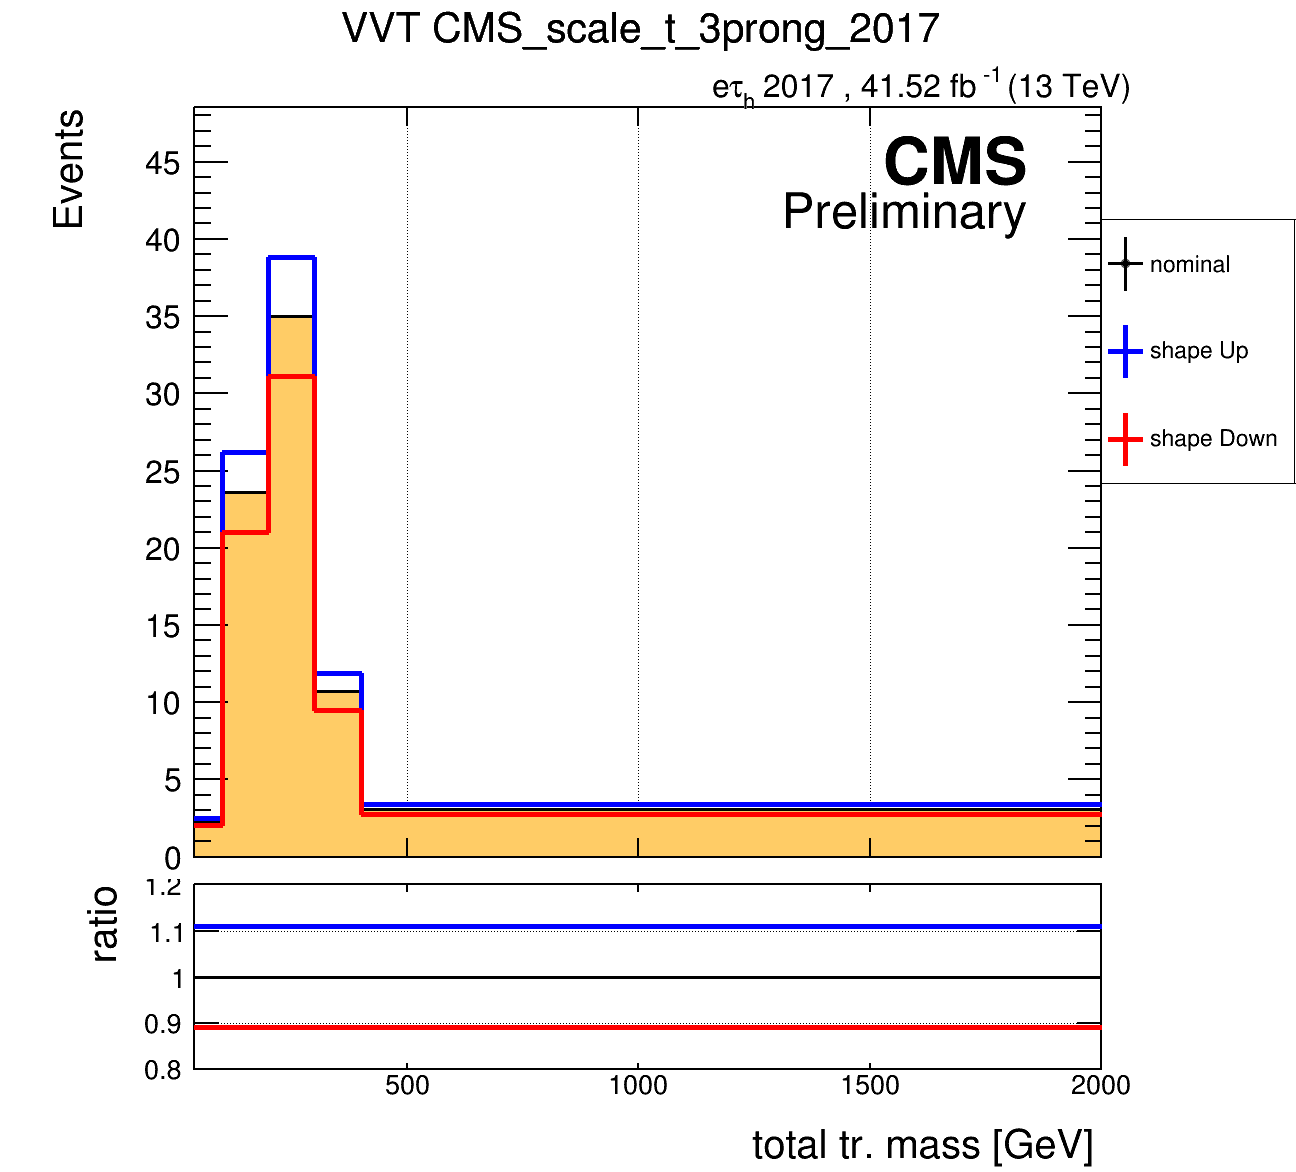 VVT CMS_scale_t_3prong_2017
eτh 2017 , 41.52 fb -1 (13 TeV)
Events
CMS
Preliminary
45
40
35
30
25
20
15
10
5
0
nominal
shape Up
shape Down
ratio
1.2
1.1
1
0.9
0.8
500 1000 1500 2000
total tr. mass [GeV]